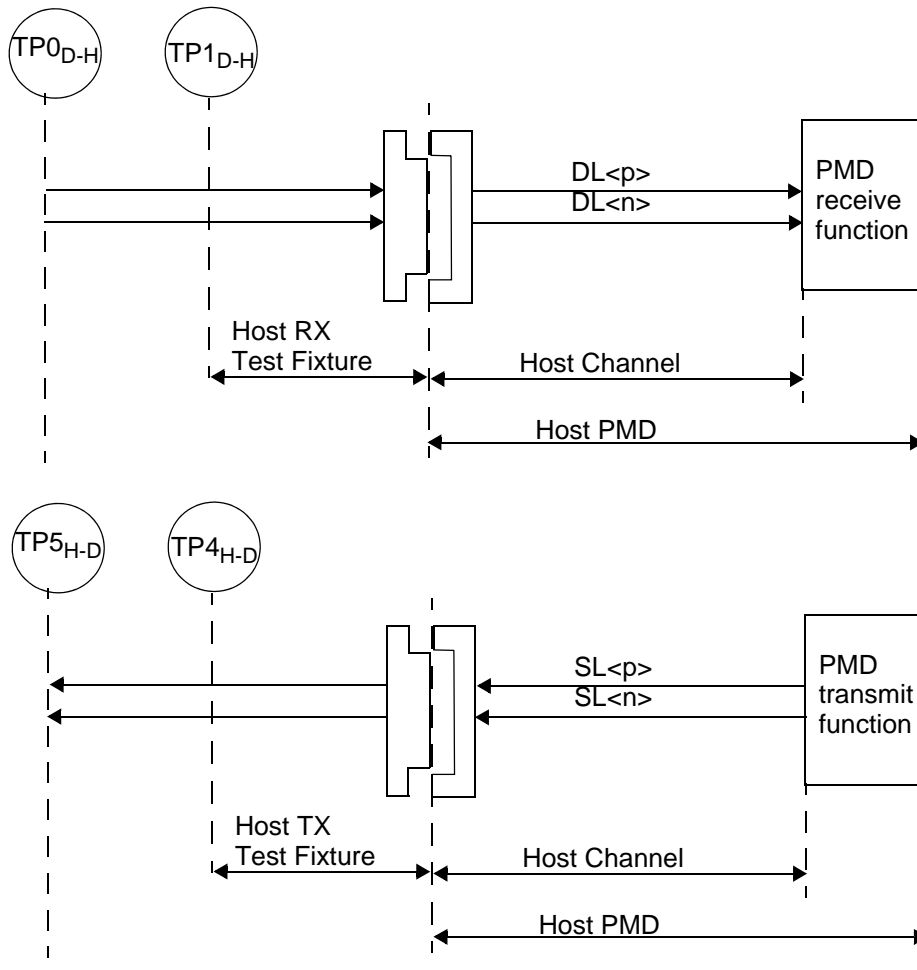 TP0D-H
TP1D-H
DL<p>
DL<n>
PMD
receive
function
Host RX
Test Fixture
Host Channel
Host PMD
TP5H-D
TP4H-D
SL<p>
SL<n>
PMD
transmit
function
Host TX
Test Fixture
Host Channel
Host PMD